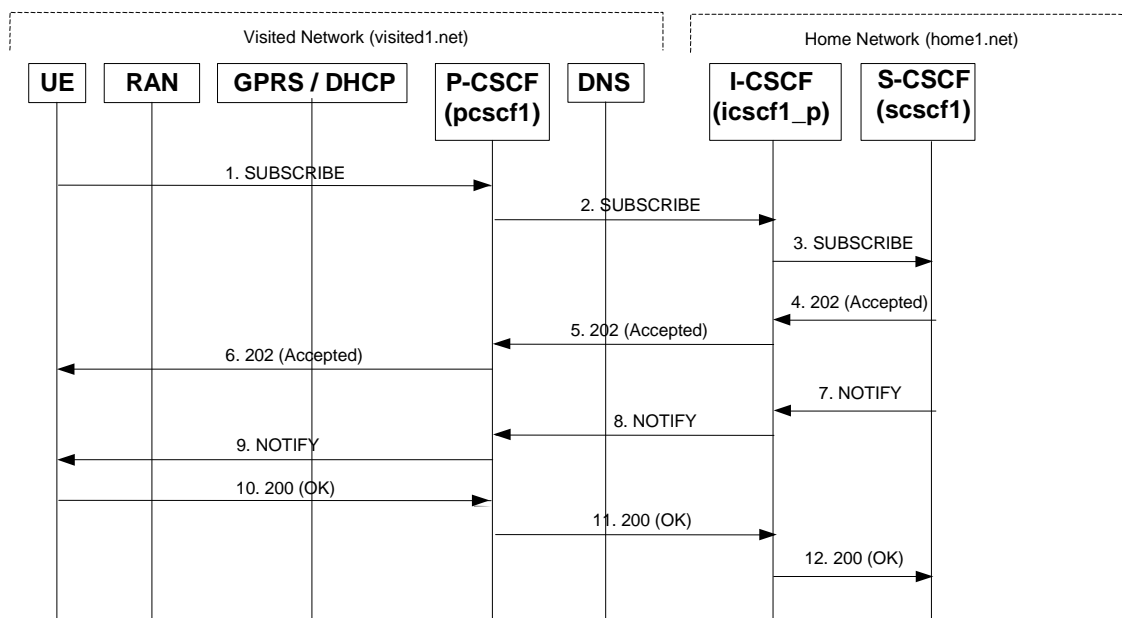 Visited Network (visited1.net)
Home Network (home1.net)
UE
RAN
GPRS / DHCP
P-CSCF
(pcscf1)
DNS
I-CSCF
(icscf1_p)
S-CSCF
(scscf1)
1. SUBSCRIBE
2. SUBSCRIBE
3. SUBSCRIBE
4. 202 (Accepted)
5. 202 (Accepted)
6. 202 (Accepted)
7. NOTIFY
8. NOTIFY
9. NOTIFY
10. 200 (OK)
11. 200 (OK)
12. 200 (OK)